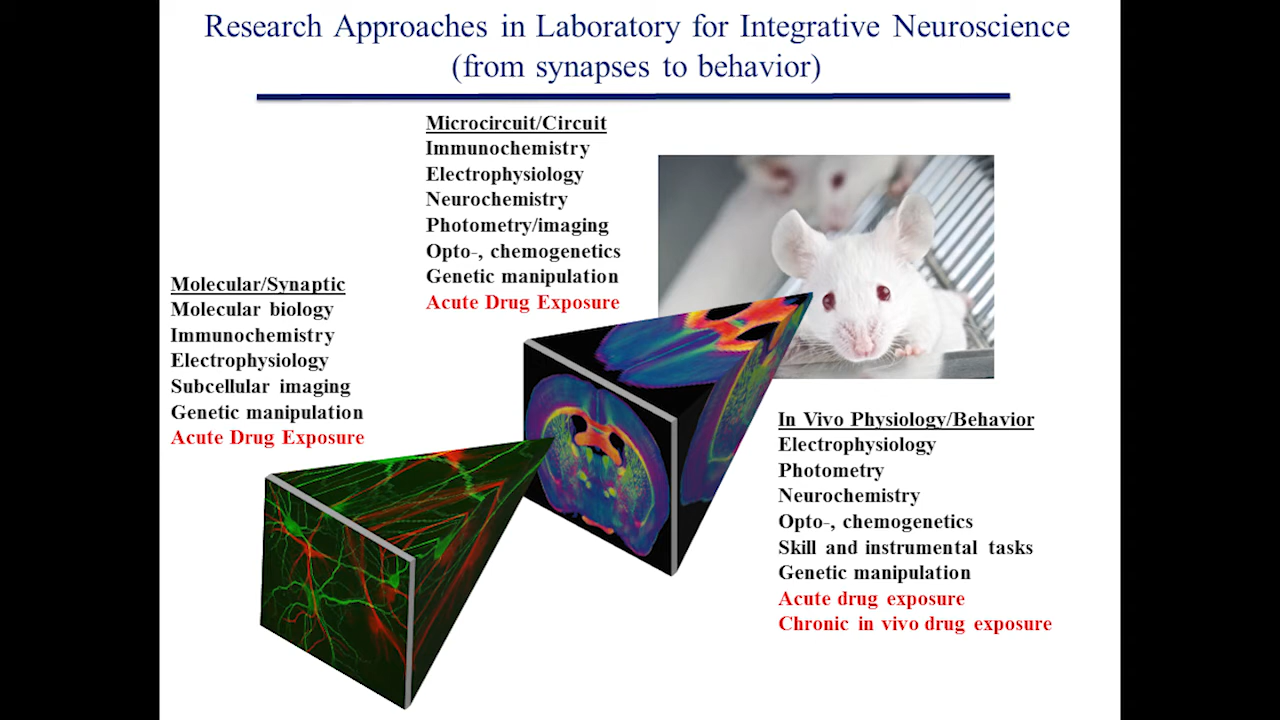 Research Approaches in Laboratory for Integrative Neuroscience
(from synapses to behavior)
Microcircuit/Circuit
Immunochemistry
Electrophysiology
Neurochemistry
Photometry/imaging
Opto-, chemogenetics
Genetic manipulation
Acute Drug Exposure
Molecular/Synaptic
Molecular biology
Immunochemistry
Electrophysiology
Subcellular imaging
Genetic manipulation
Acute Drug Exposure
In Vivo Physiology/Behavior
Electrophysiology
Photometry
Neurochemistry
Opto-, chemogenetics
Skill and instrumental tasks
Genetic manipulation
Acute drug exposure
Chronic in vivo drug exposure